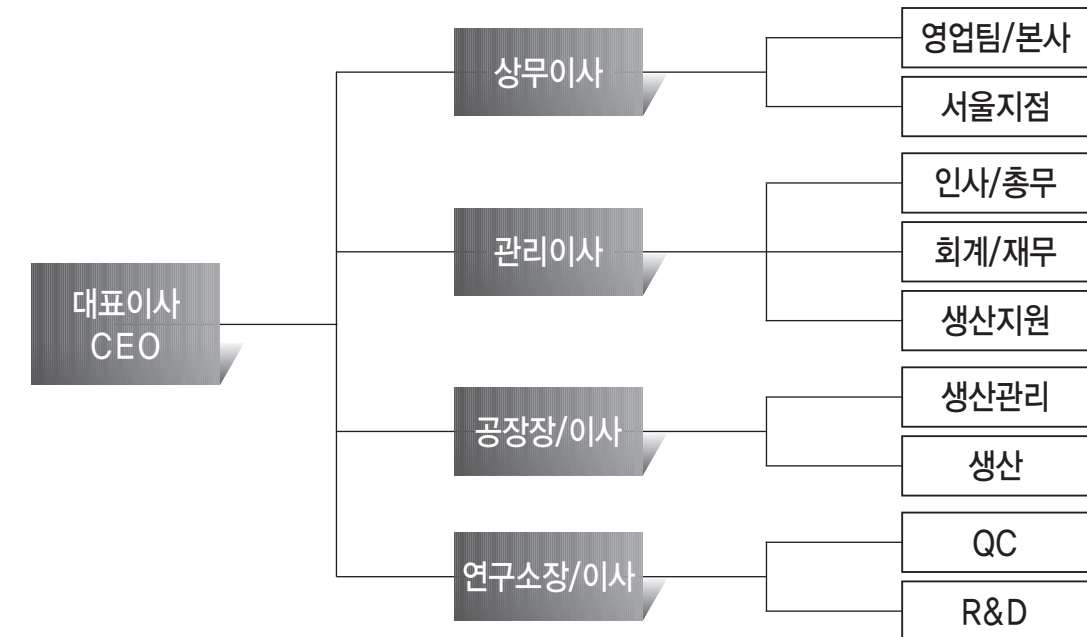 대표이사
CEO
상무이사
영업팀/본사
서울지점
관리이사
인사/총무
회계/재무
생산지원
공장장/이사
생산관리
생산
연구소장/이사
QC
R&D